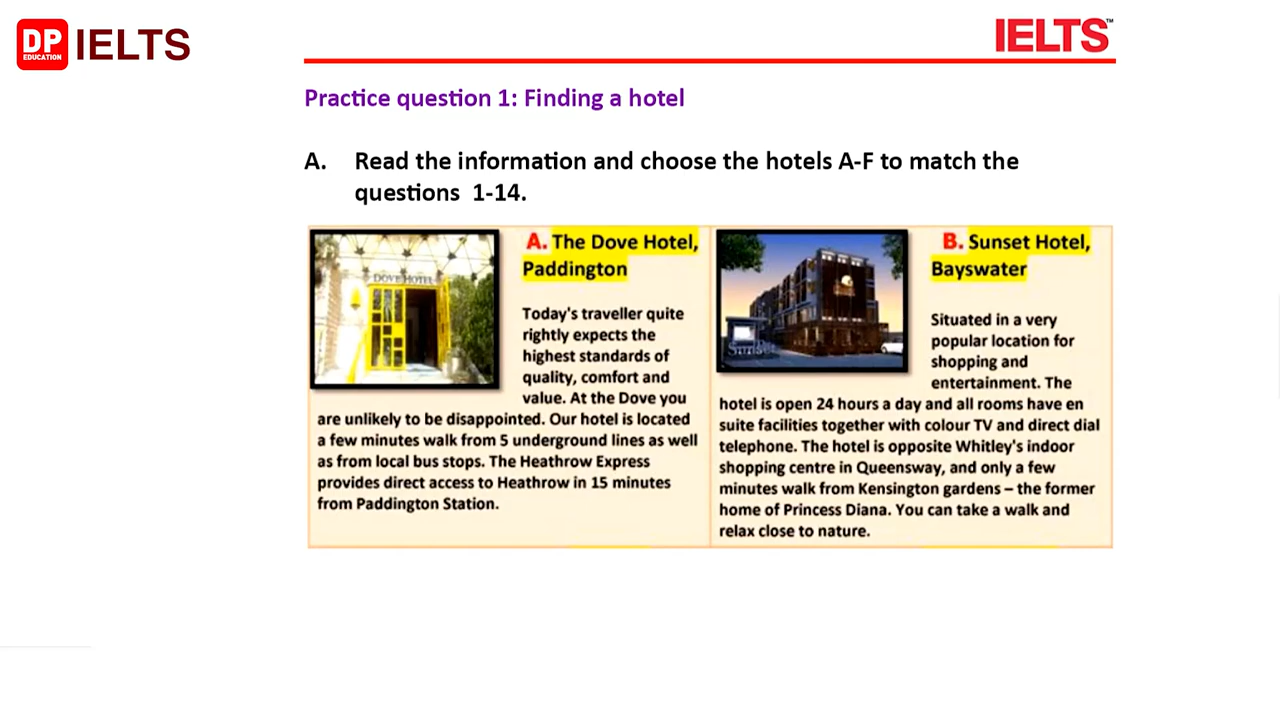 DP
EDUCATION
IELTS
IELTS™
Practice question 1: Finding a hotel
A. Read the information and choose the hotels A-F to match the
questions 1-14.
DOVE HOTEL
A. The Dove Hotel,
Paddington
Today's traveller quite
rightly expects the
highest standards of
quality, comfort and
value. At the Dove you
are unlikely to be disappointed. Our hotel is located
a few minutes walk from 5 underground lines as well
as from local bus stops. The Heathrow Express
provides direct access to Heathrow in 15 minutes
from Paddington Station.
Sunset
B. Sunset Hotel,
Bayswater
Situated in a very
popular location for
shopping and
entertainment. The
hotel is open 24 hours a day and all rooms have en
suite facilities together with colour TV and direct dial
telephone. The hotel is opposite Whitley's indoor
shopping centre in Queensway, and only a few
minutes walk from Kensington gardens – the former
home of Princess Diana. You can take a walk and
relax close to nature.